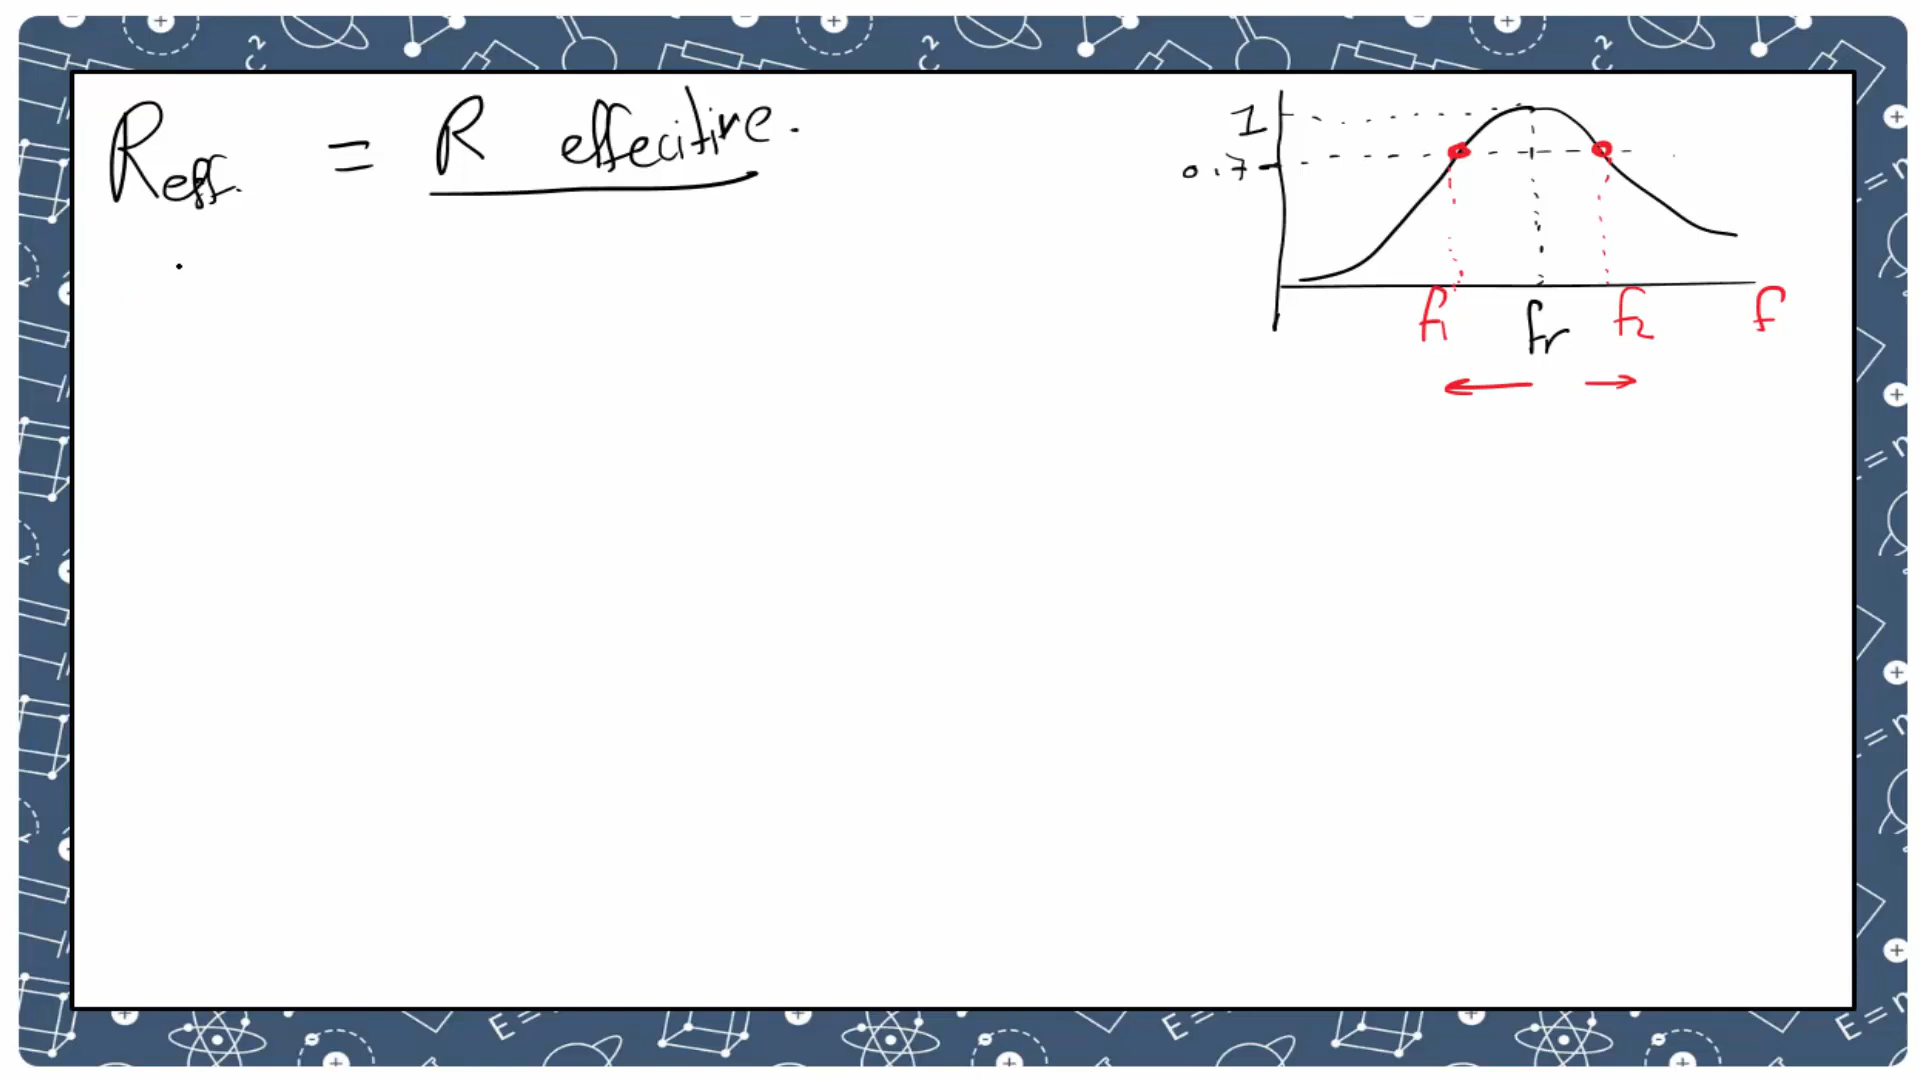 Reff. = R effecitive.
1
0.7
f1 fr f2 f